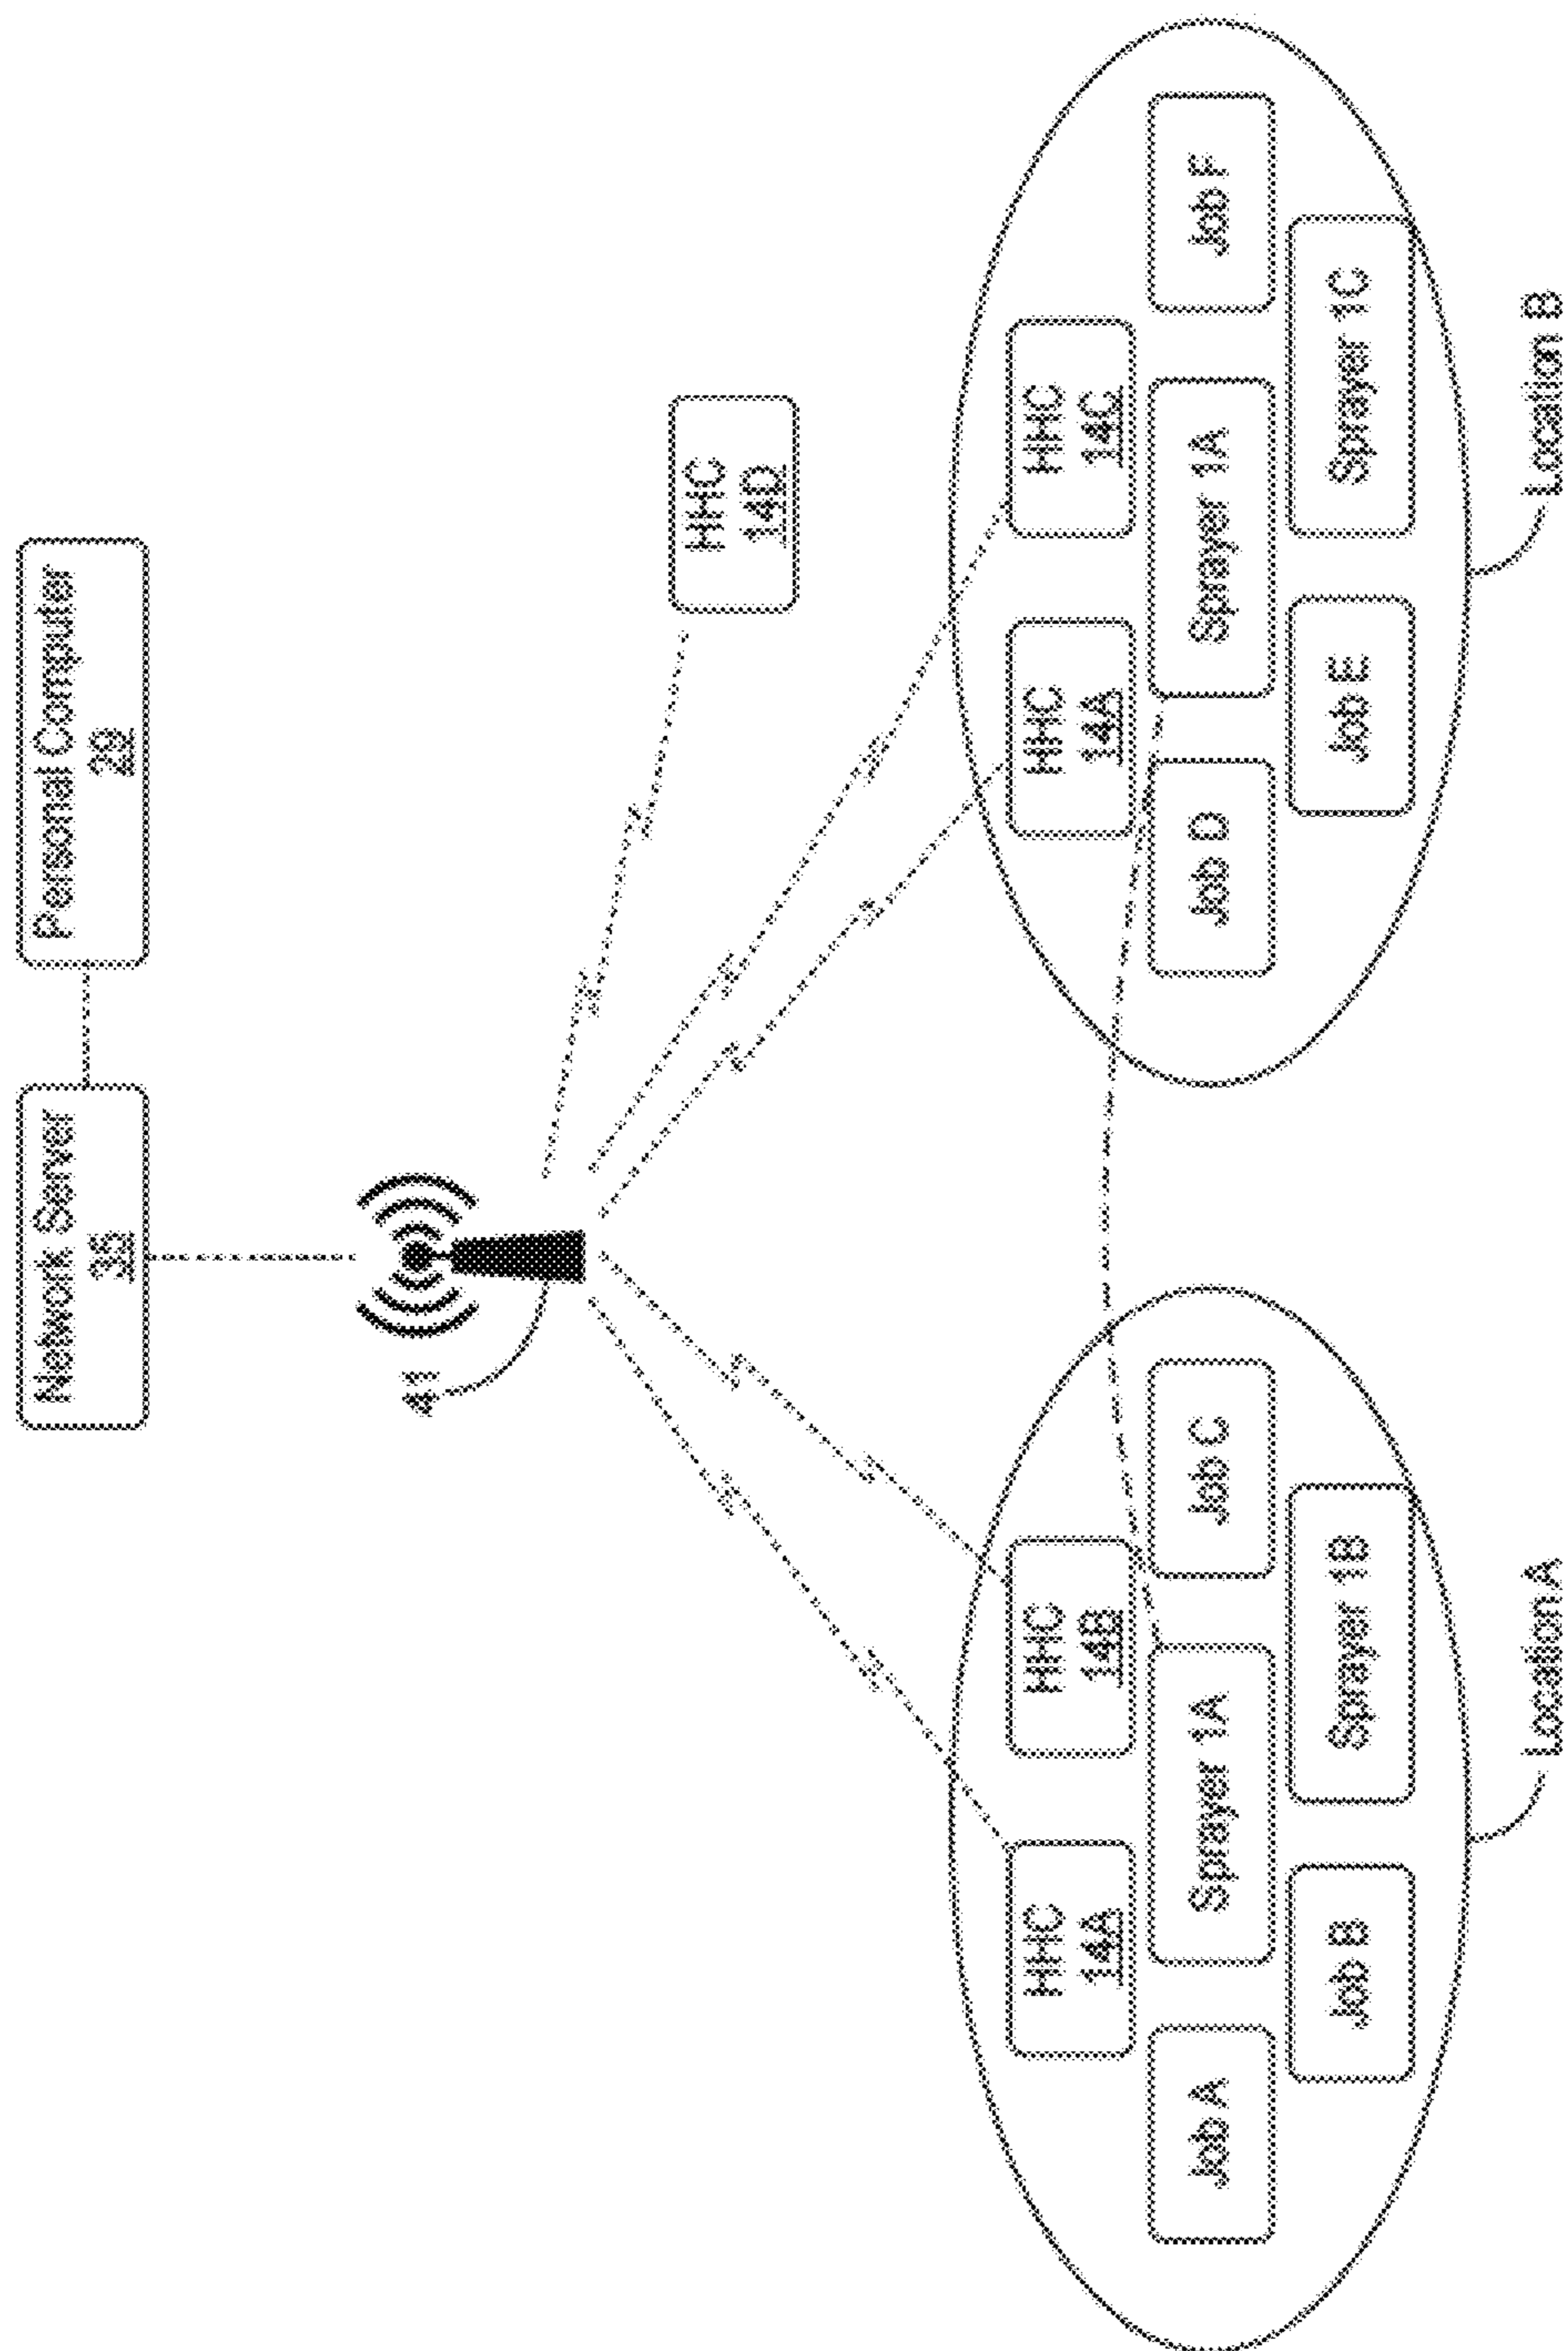 Network Server
35
Personal Computer
29
41
HHC
14D
HHC
14A
HHC
14B
Job A
Sprayer 1A
Job C
Job B
Sprayer 1B
Location A
HHC
14A
HHC
14C
Job D
Sprayer 1A
Job F
Job E
Sprayer 1C
Location B